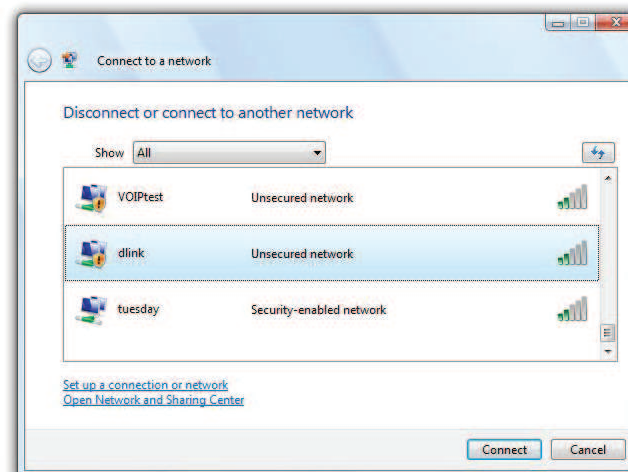 Connect to a network
Disconnect or connect to another network
Show All
VOIPtest Unsecured network
dlink Unsecured network
tuesday Security-enabled network
Set up a connection or network
Open Network and Sharing Center
Connect Cancel